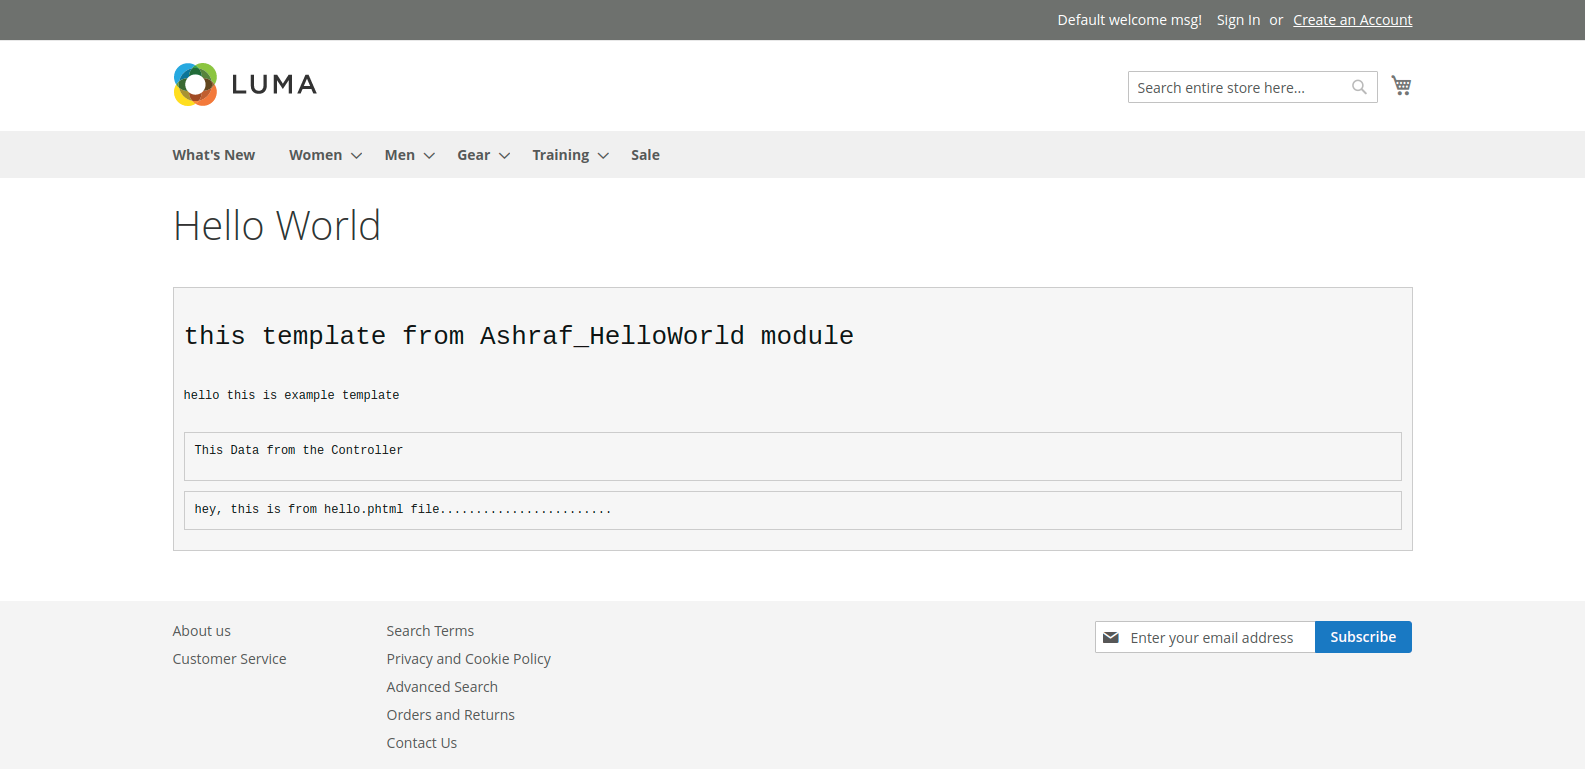 Default welcome msg! Sign In or Create an Account
LUMA
Search entire store here...
What's New Women Men Gear Training Sale
Hello World
this template from Ashraf_HelloWorld module
hello this is example template
This Data from the Controller
hey, this is from hello.phtml file........................
About us
Customer Service
Search Terms
Privacy and Cookie Policy
Advanced Search
Orders and Returns
Contact Us
Enter your email address Subscribe